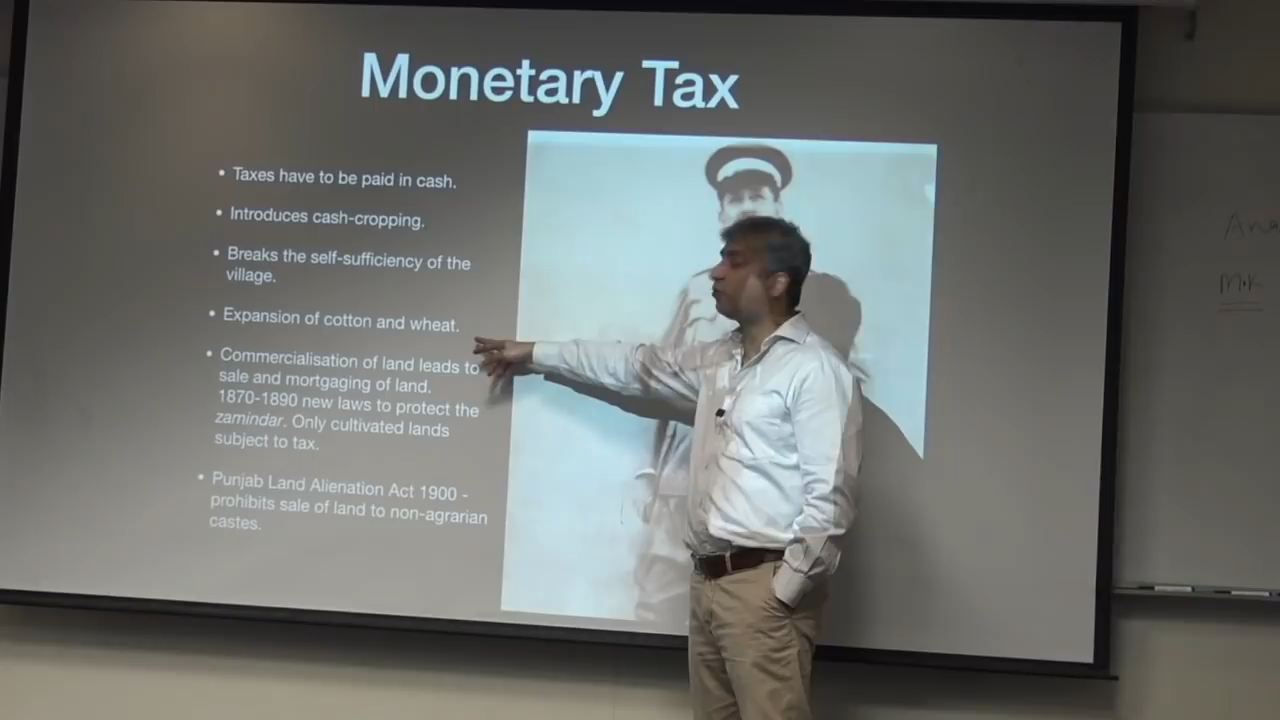 Monetary Tax
• Taxes have to be paid in cash.
• Introduces cash-cropping.
• Breaks the self-sufficiency of the
village.
• Expansion of cotton and wheat.
• Commercialisation of land leads to
sale and mortgaging of land.
1870-1890 new laws to protect the
zamindar. Only cultivated lands
subject to tax.
• Punjab Land Alienation Act 1900 -
prohibits sale of land to non-agrarian
castes.